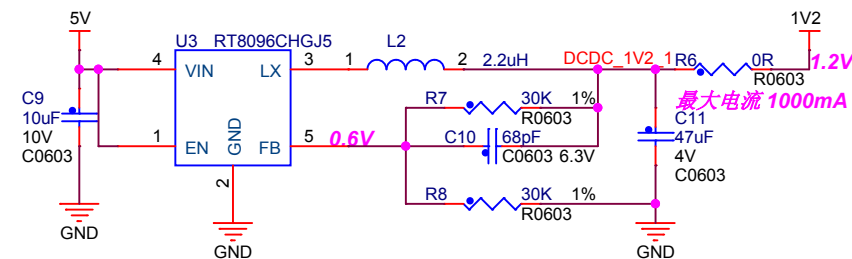 5V
1V2
U3 RT8096CHGJ5
L2
4
VIN
LX
3
1
2
2.2uH
DCDC_1V2_1
R6
0R
R0603
1.2V
最大电流 1000mA
C9
10uF
10V
C0603
1
EN
GND
FB
5
0.6V
2
R7
30K
1%
R0603
C10
68pF
C0603
6.3V
C11
47uF
4V
C0603
R8
30K
1%
R0603
GND
GND
GND